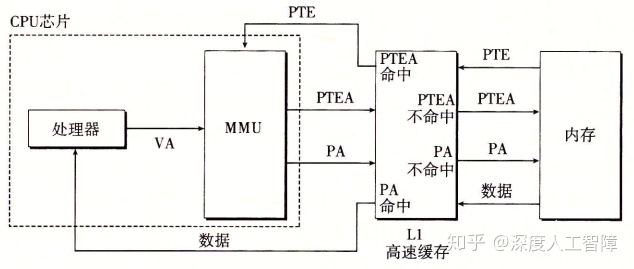 CPU芯片
PTE
处理器
VA
MMU
PTEA
PA
PTEA
命中
PTEA
不命中
PA
不命中
PA
命中
PTE
PTEA
PA
数据
内存
数据
L1
高速缓存
知乎 @深度人工智障